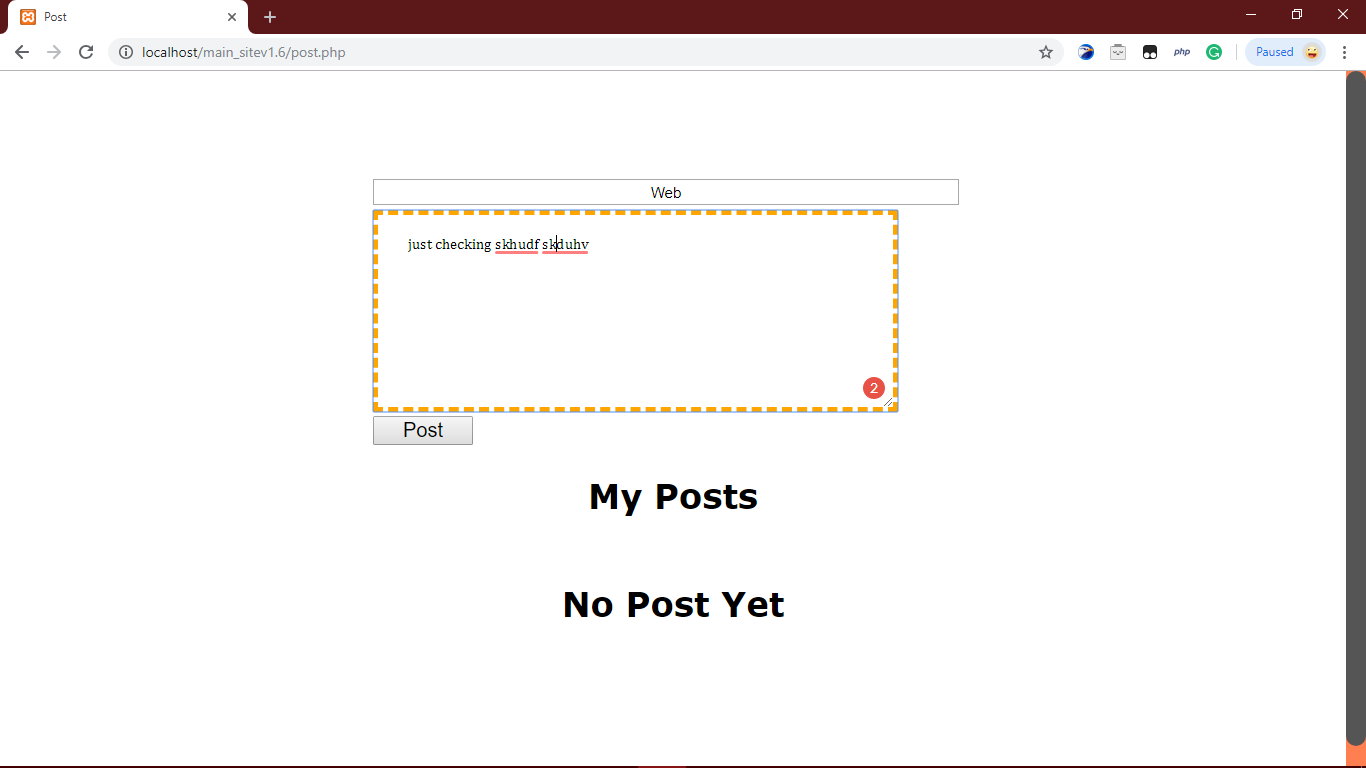 Post
localhost/main_sitev1.6/post.php
php
Paused
Web
just checking skhudf skduhv
2
Post
My Posts
No Post Yet